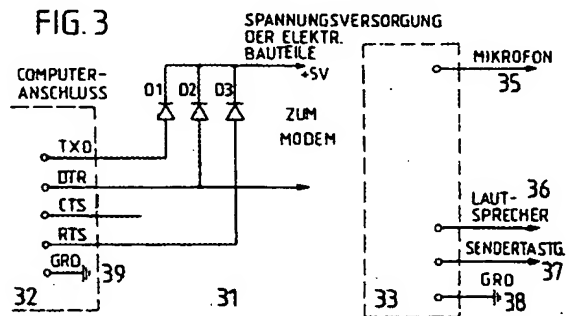 FIG. 3
SPANNUNGSVERSORGUNG
DER ELEKTR.
BAUTEILE
+5V
COMPUTER-
ANSCHLUSS
D1 D2 D3
ZUM
MODEM
TXD
DTR
CTS
RTS
GRD
39
32
31
MIKROFON
35
36
LAUT-
SPRECHER
SENDERTASTG.
37
GRD
38
33